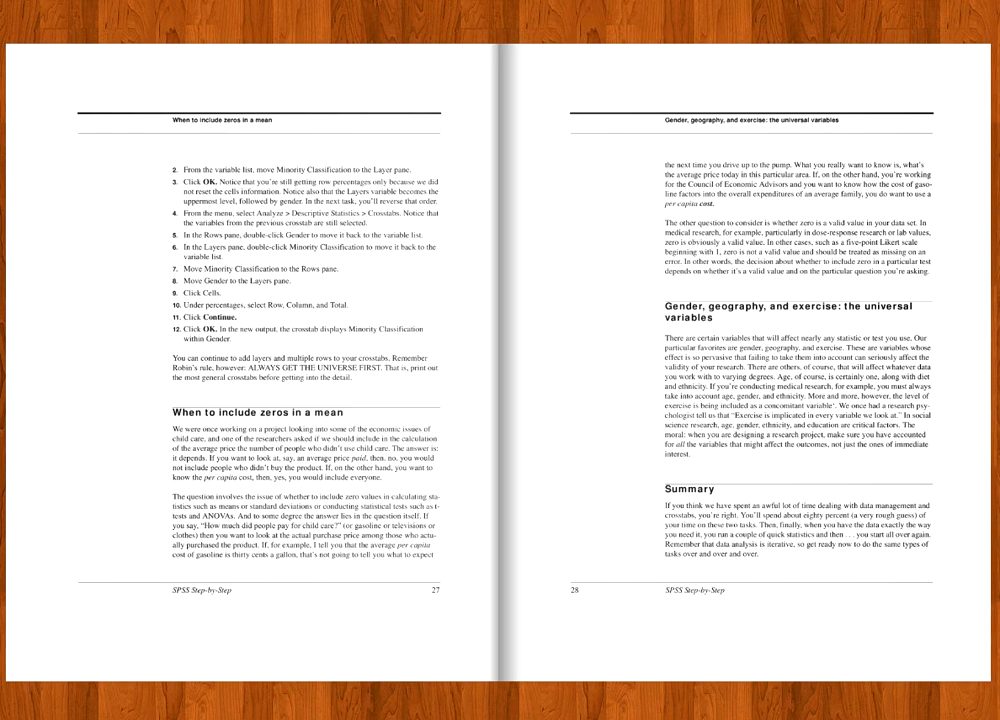 When to include zeros in a mean
2. From the variable list, move Minority Classification to the Layer pane.
3. Click OK. Notice that you're still getting row percentages only because we did
not reset the cells information. Notice also that the Layers variable becomes the
uppermost level, followed by gender. In the next task, you'll reverse that order.
4. From the menu, select Analyze > Descriptive Statistics > Crosstabs. Notice that
the variables from the previous crosstab are still selected.
5. In the Rows pane, double-click Gender to move it back to the variable list.
6. In the Layers pane, double-click Minority Classification to move it back to the
variable list.
7. Move Minority Classification to the Rows pane.
8. Move Gender to the Layers pane.
9. Click Cells.
10. Under percentages, select Row, Column, and Total.
11. Click Continue.
12. Click OK. In the new output, the crosstab displays Minority Classification
within Gender.
You can continue to add layers and multiple rows to your crosstabs. Remember
Robin's rule, however: ALWAYS GET THE UNIVERSE FIRST. That is, print out
the most general crosstabs before getting into the detail.
When to include zeros in a mean
We were once working on a project looking into some of the economic issues of
child care, and one of the researchers asked if we should include in the calculation
of the average price the number of people who didn't use child care. The answer is:
it depends. If you want to look at, say, an average price paid, then, no, you would
not include people who didn't buy the product. If, on the other hand, you want to
know the per capita cost, then, yes, you would include everyone.
The question involves the issue of whether to include zero values in calculating sta-
tistics such as means or standard deviations or conducting statistical tests such as t-
tests and ANOVAs. And to some degree the answer lies in the question itself. If
you say, "How much did people pay for child care?" (or gasoline or televisions or
clothes) then you want to look at the actual purchase price among those who actu-
ally purchased the product. If, for example, I tell you that the average per capita
cost of gasoline is thirty cents a gallon, that's not going to tell you what to expect
SPSS Step-by-Step 27
Gender, geography, and exercise: the universal variables
the next time you drive up to the pump. What you really want to know is, what's
the average price today in this particular area. If, on the other hand, you're working
for the Council of Economic Advisors and you want to know how the cost of gaso-
line factors into the overall expenditures of an average family, you do want to use a
per capita cost.
The other question to consider is whether zero is a valid value in your data set. In
medical research, for example, particularly in dose-response research or lab values,
zero is obviously a valid value. In other cases, such as a five-point Likert scale
beginning with 1, zero is not a valid value and should be treated as missing on an
error. In other words, the decision about whether to include zero in a particular test
depends on whether it's a valid value and on the particular question you're asking.
Gender, geography, and exercise: the universal
variables
There are certain variables that will affect nearly any statistic or test you use. Our
particular favorites are gender, geography, and exercise. These are variables whose
effect is so pervasive that failing to take them into account can seriously affect the
validity of your research. There are others, of course, that will affect whatever data
you work with to varying degrees. Age, of course, is certainly one, along with diet
and ethnicity. If you're conducting medical research, for example, you must always
take into account age, gender, and ethnicity. More and more, however, the level of
exercise is being included as a concomitant variable'. We once had a research psy-
chologist tell us that "Exercise is implicated in every variable we look at." In social
science research, age, gender, ethnicity, and education are critical factors. The
moral: when you are designing a research project, make sure you have accounted
for all the variables that might affect the outcomes, not just the ones of immediate
interest.
Summary
If you think we have spent an awful lot of time dealing with data management and
crosstabs, you're right. You'll spend about eighty percent (a very rough guess) of
your time on these two tasks. Then, finally, when you have the data exactly the way
you need it, you run a couple of quick statistics and then . . . you start all over again.
Remember that data analysis is iterative, so get ready now to do the same types of
tasks over and over and over.
28 SPSS Step-by-Step